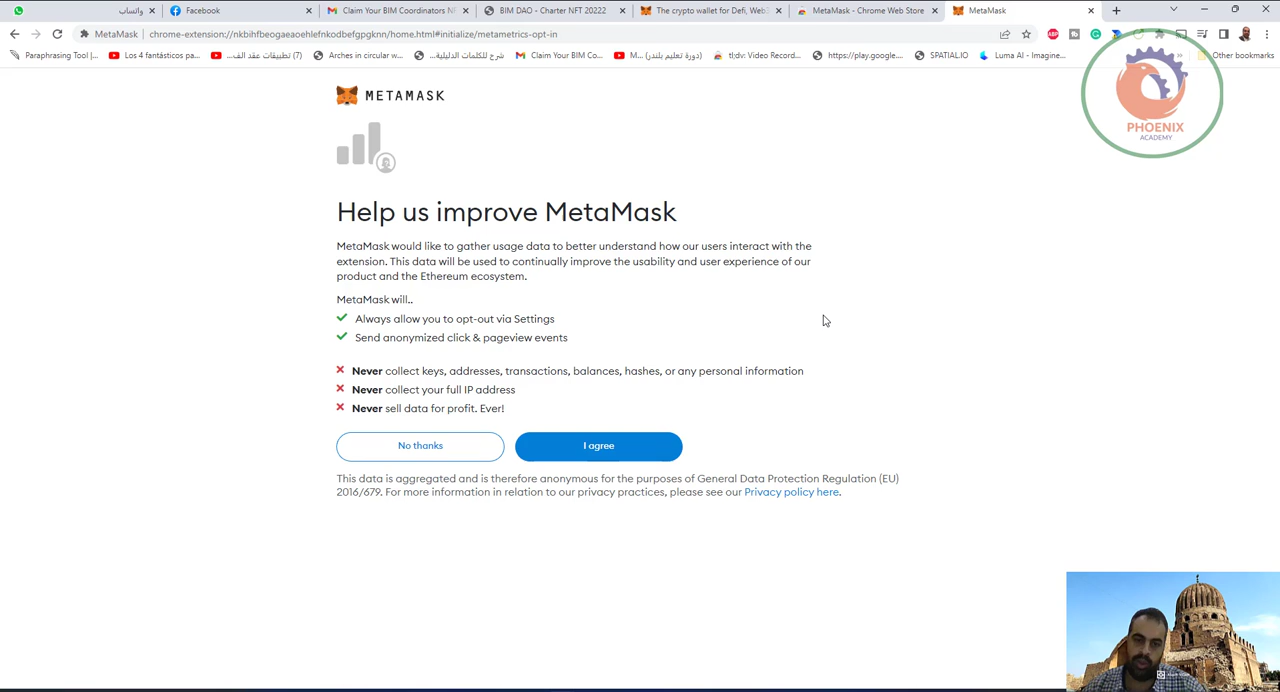 واتساب
Facebook
Claim Your BIM Coordinators NF
BIM DAO - Charter NFT 20222
The crypto wallet for Defi, Web
MetaMask - Chrome Web Store
MetaMask
MetaMask
chrome-extension://nkbihfbeogaeaoehlefnkodbefgpgknn/home.html#initialize/metametrics-opt-in
Paraphrasing Tool |...
Los 4 fantásticos pa...
(7) تطبيقات عقد الف...
Arches in circular w...
شرح للكلمات الدليلية...
Claim Your BIM Co...
M... (دورة تعليم بلندر)
tl;dv: Video Record...
https://play.google....
SPATIAL.IO
Luma AI - Imagine...
Other bookmarks
METAMASK
PHOENIX
ACADEMY
Help us improve MetaMask
MetaMask would like to gather usage data to better understand how our users interact with the
extension. This data will be used to continually improve the usability and user experience of our
product and the Ethereum ecosystem.
MetaMask will..
Always allow you to opt-out via Settings
Send anonymized click & pageview events
Never collect keys, addresses, transactions, balances, hashes, or any personal information
Never collect your full IP address
Never sell data for profit. Ever!
No thanks
I agree
This data is aggregated and is therefore anonymous for the purposes of General Data Protection Regulation (EU)
2016/679. For more information in relation to our privacy practices, please see our Privacy policy here.